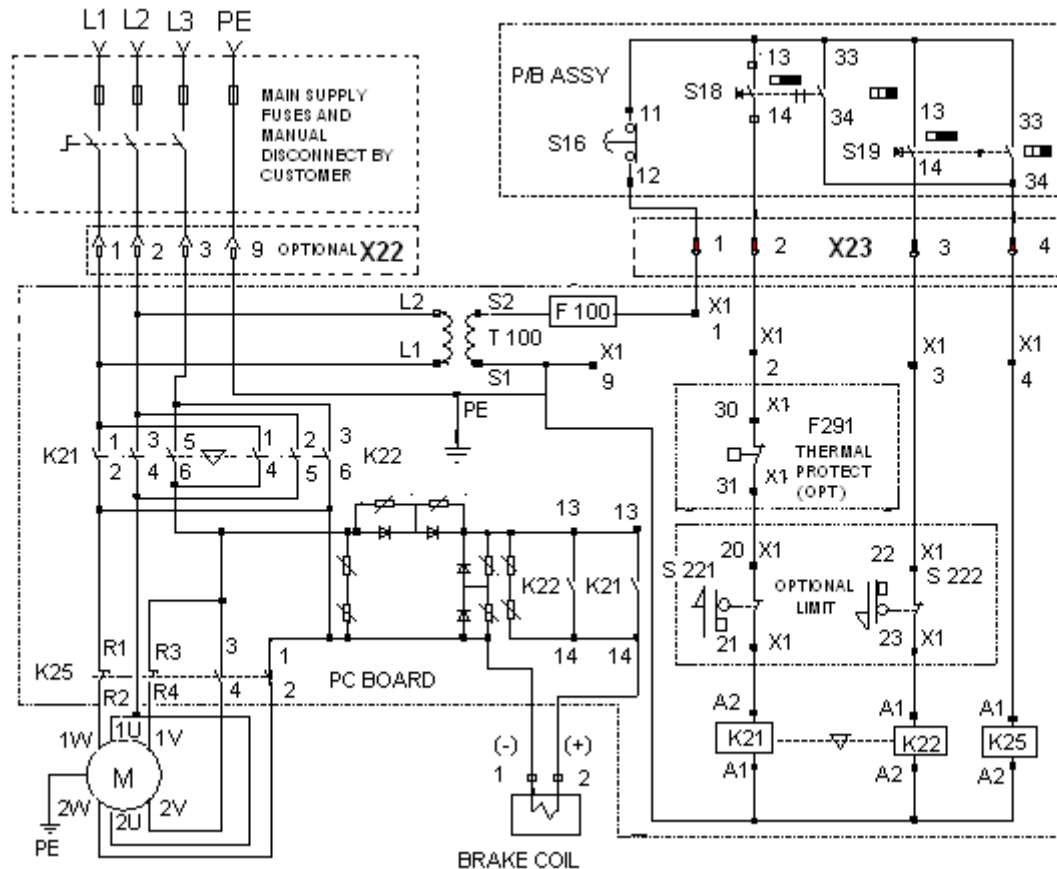 L1 L2 L3 PE
MAIN SUPPLY
FUSES AND
MANUAL
DISCONNECT BY
CUSTOMER
1 2 3 9 OPTIONAL X22
P/B ASSY
S16
11
12
S18
13
14
33
34
S19
13
14
33
34
1 2 X23 3 4
L2
L1
S2
S1
T 100
F 100
X1
1
X1
9
PE
X1
2
X1
3
X1
4
30 X1
31 X1
F291
THERMAL
PROTECT
(OPT)
K21
1 3 5
2 4 6
1 2 3
4 5 6
K22
13 13
K22 K21
14 14
20 X1
S 221
21 X1
OPTIONAL
LIMIT
22 X1
S 222
23 X1
PC BOARD
K25
R1 R3 3 1
R2 R4 4 2
1W 1U 1V
M
2W 2U 2V
PE
(-) (+)
1 2
BRAKE COIL
A2
K21
A1
A1
K22
A2
A1
K25
A2